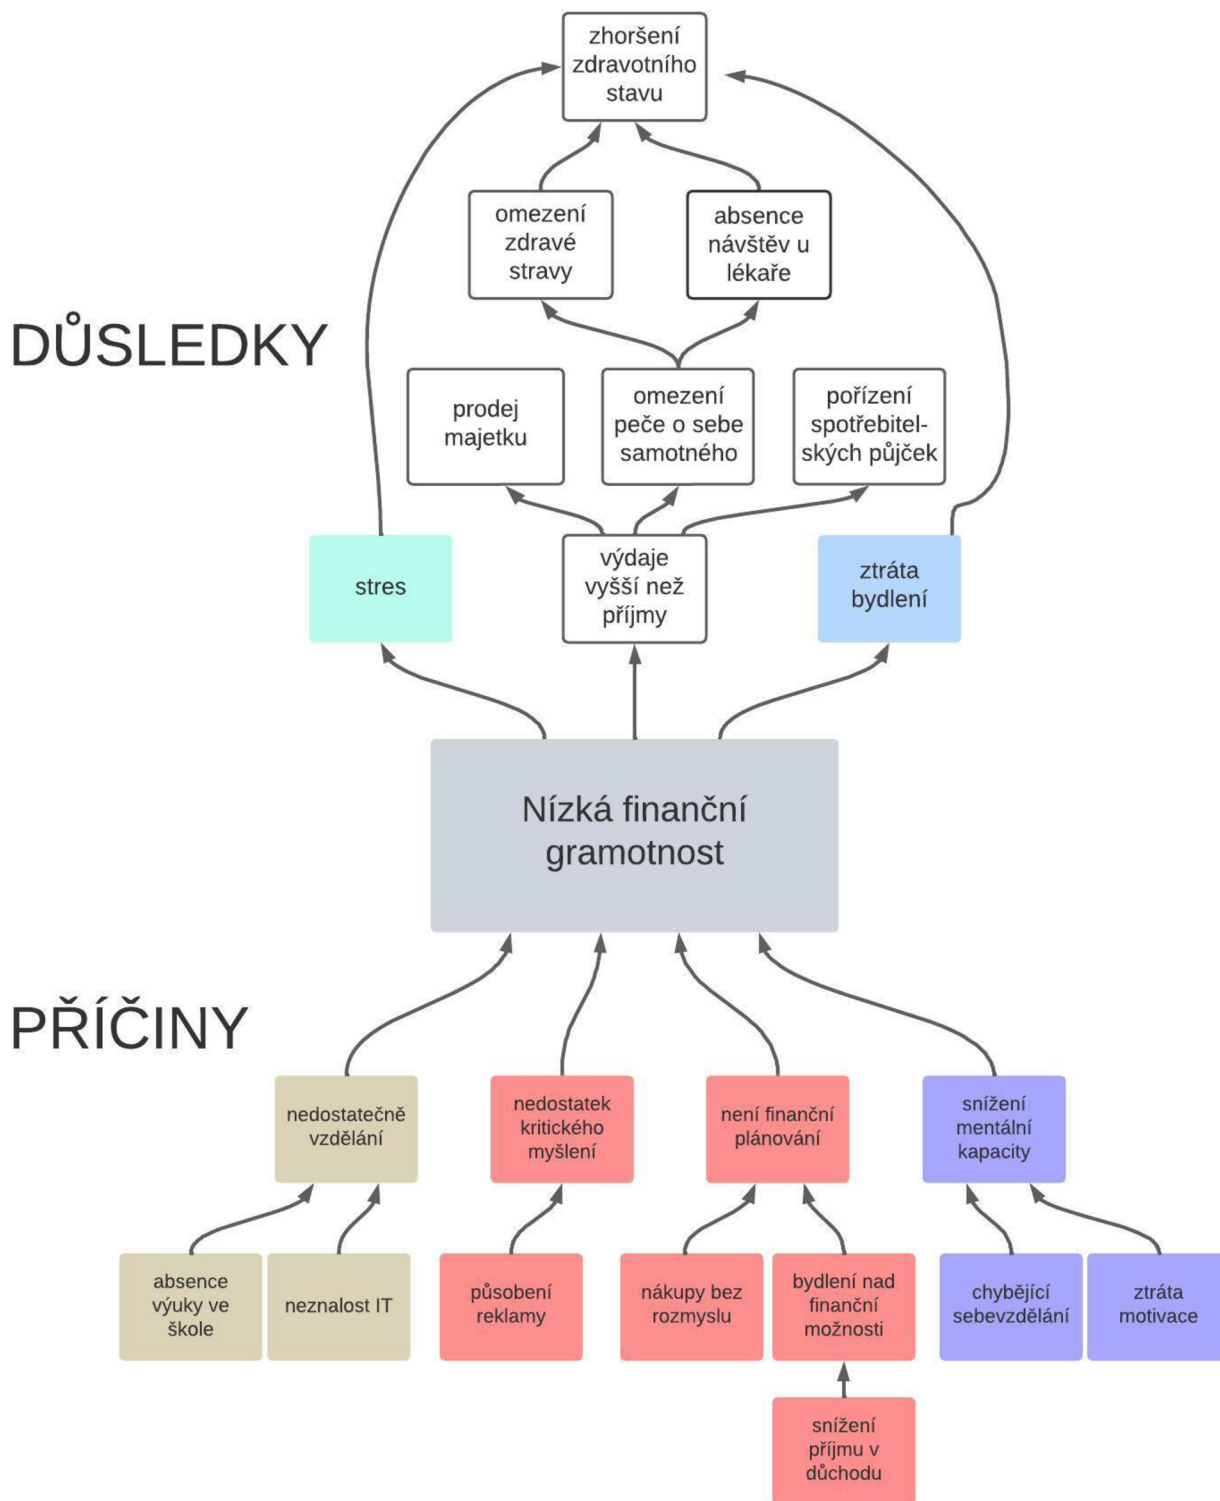 zhoršení
zdravotního
stavu
omezení
zdravé
stravy
absence
návštěv u
lékaře
DŮSLEDKY
prodej
majetku
omezení
peče o sebe
samotného
pořízení
spotřebitel-
ských půjček
stres
výdaje
vyšší než
příjmy
ztráta
bydlení
Nízká finanční
gramotnost
PŘÍČINY
nedostatečně
vzdělání
nedostatek
kritického
myšlení
není finanční
plánování
snížení
mentální
kapacity
absence
výuky ve
škole
neznalost IT
působení
reklamy
nákupy bez
rozmyslu
bydlení nad
finanční
možnosti
chybějící
sebevzdělání
ztráta
motivace
snížení
příjmu v
důchodu